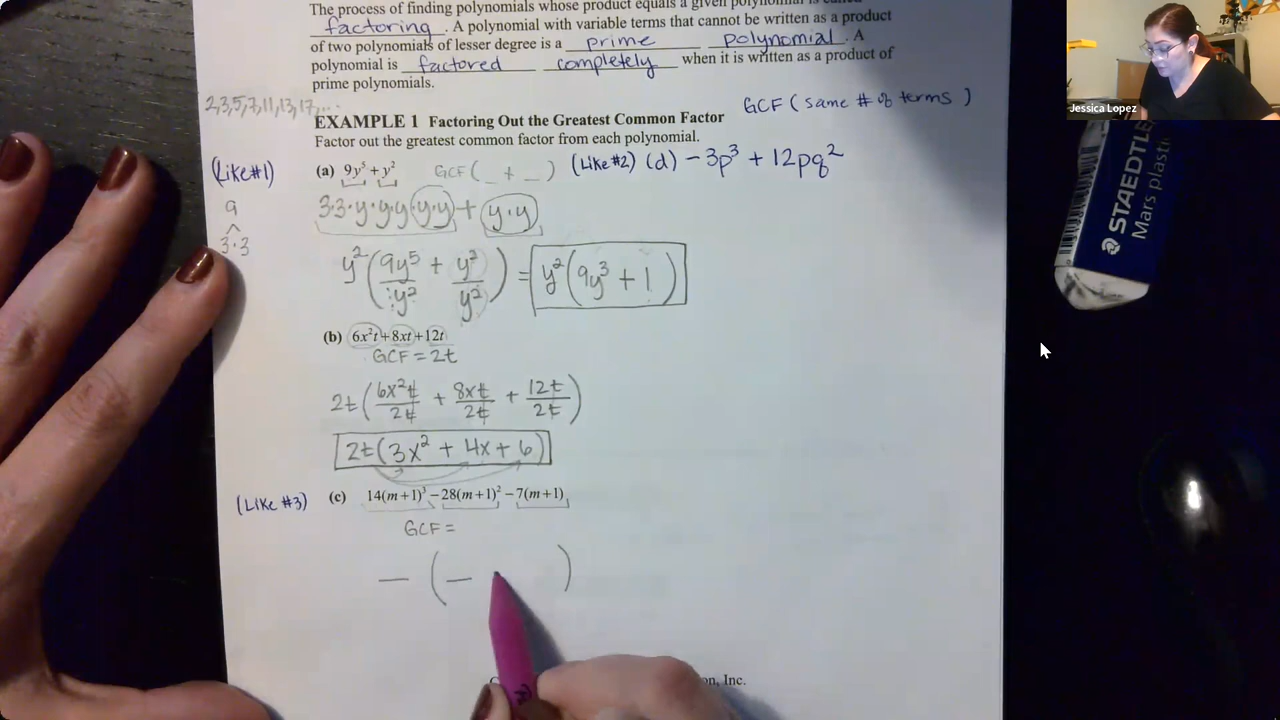 The process of finding polynomials whose product equals a given polynomial is called
factoring. A polynomial with variable terms that cannot be written as a product
of two polynomials of lesser degree is a prime polynomial. A
polynomial is factored completely when it is written as a product of
prime polynomials.
2,3,5,7,11,13,17,...
GCF (same # of terms)
EXAMPLE 1 Factoring Out the Greatest Common Factor
Factor out the greatest common factor from each polynomial.
(Like #1) (a) 9y⁵ + y² GCF( _ + _ ) (Like #2) (d) -3p³ + 12pq²
9
3·3
3·3·y·y·y·y·y + y·y
y²(9y⁵/y² + y²/y²) = y²(9y³ + 1)
(b) 6x²t + 8xt + 12t
GCF = 2t
2t(6x²t/2t + 8xt/2t + 12t/2t)
2t(3x² + 4x + 6)
(Like #3) (c) 14(m+1)³ − 28(m+1)² − 7(m+1)
GCF =
_ ( _ )
on, Inc.
STAEDTLER
Mars plastic
Jessica Lopez